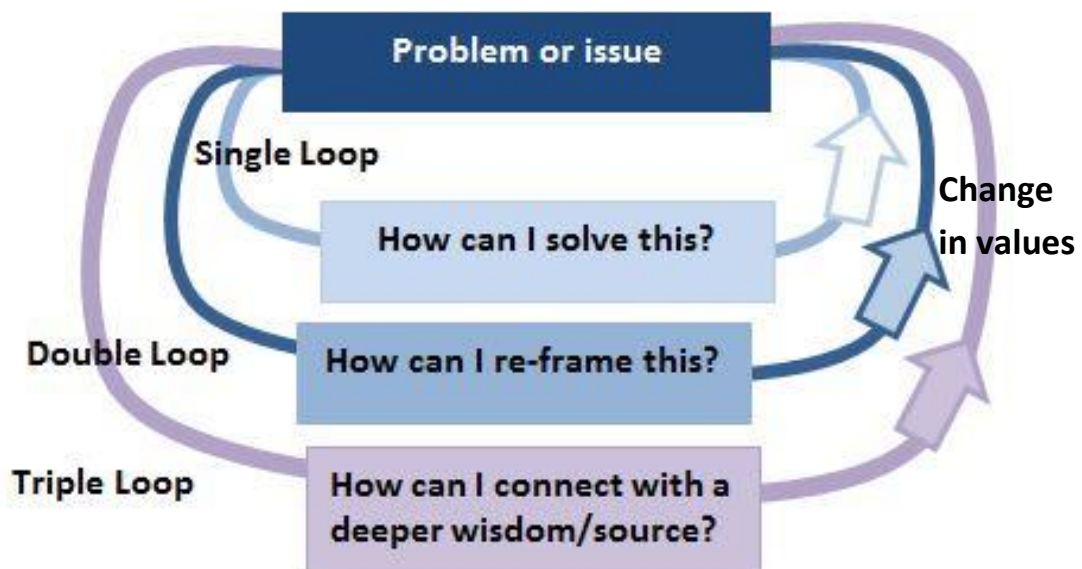 Problem or issue
Single Loop
How can I solve this?
Change
in values
Double Loop
How can I re-frame this?
Triple Loop
How can I connect with a
deeper wisdom/source?